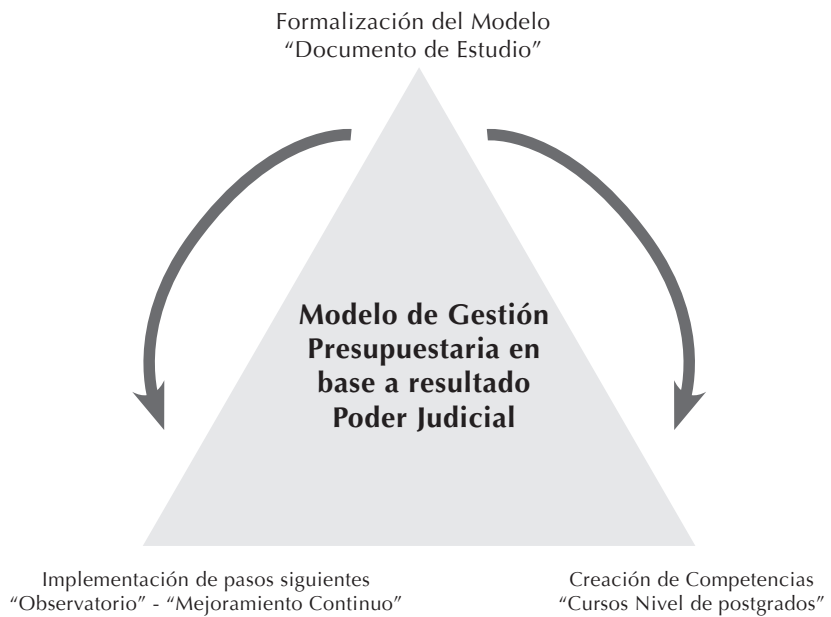 Formalización del Modelo
“Documento de Estudio”
Modelo de Gestión
Presupuestaria en
base a resultado
Poder Judicial
Implementación de pasos siguientes
“Observatorio” - “Mejoramiento Continuo”
Creación de Competencias
“Cursos Nivel de postgrados”